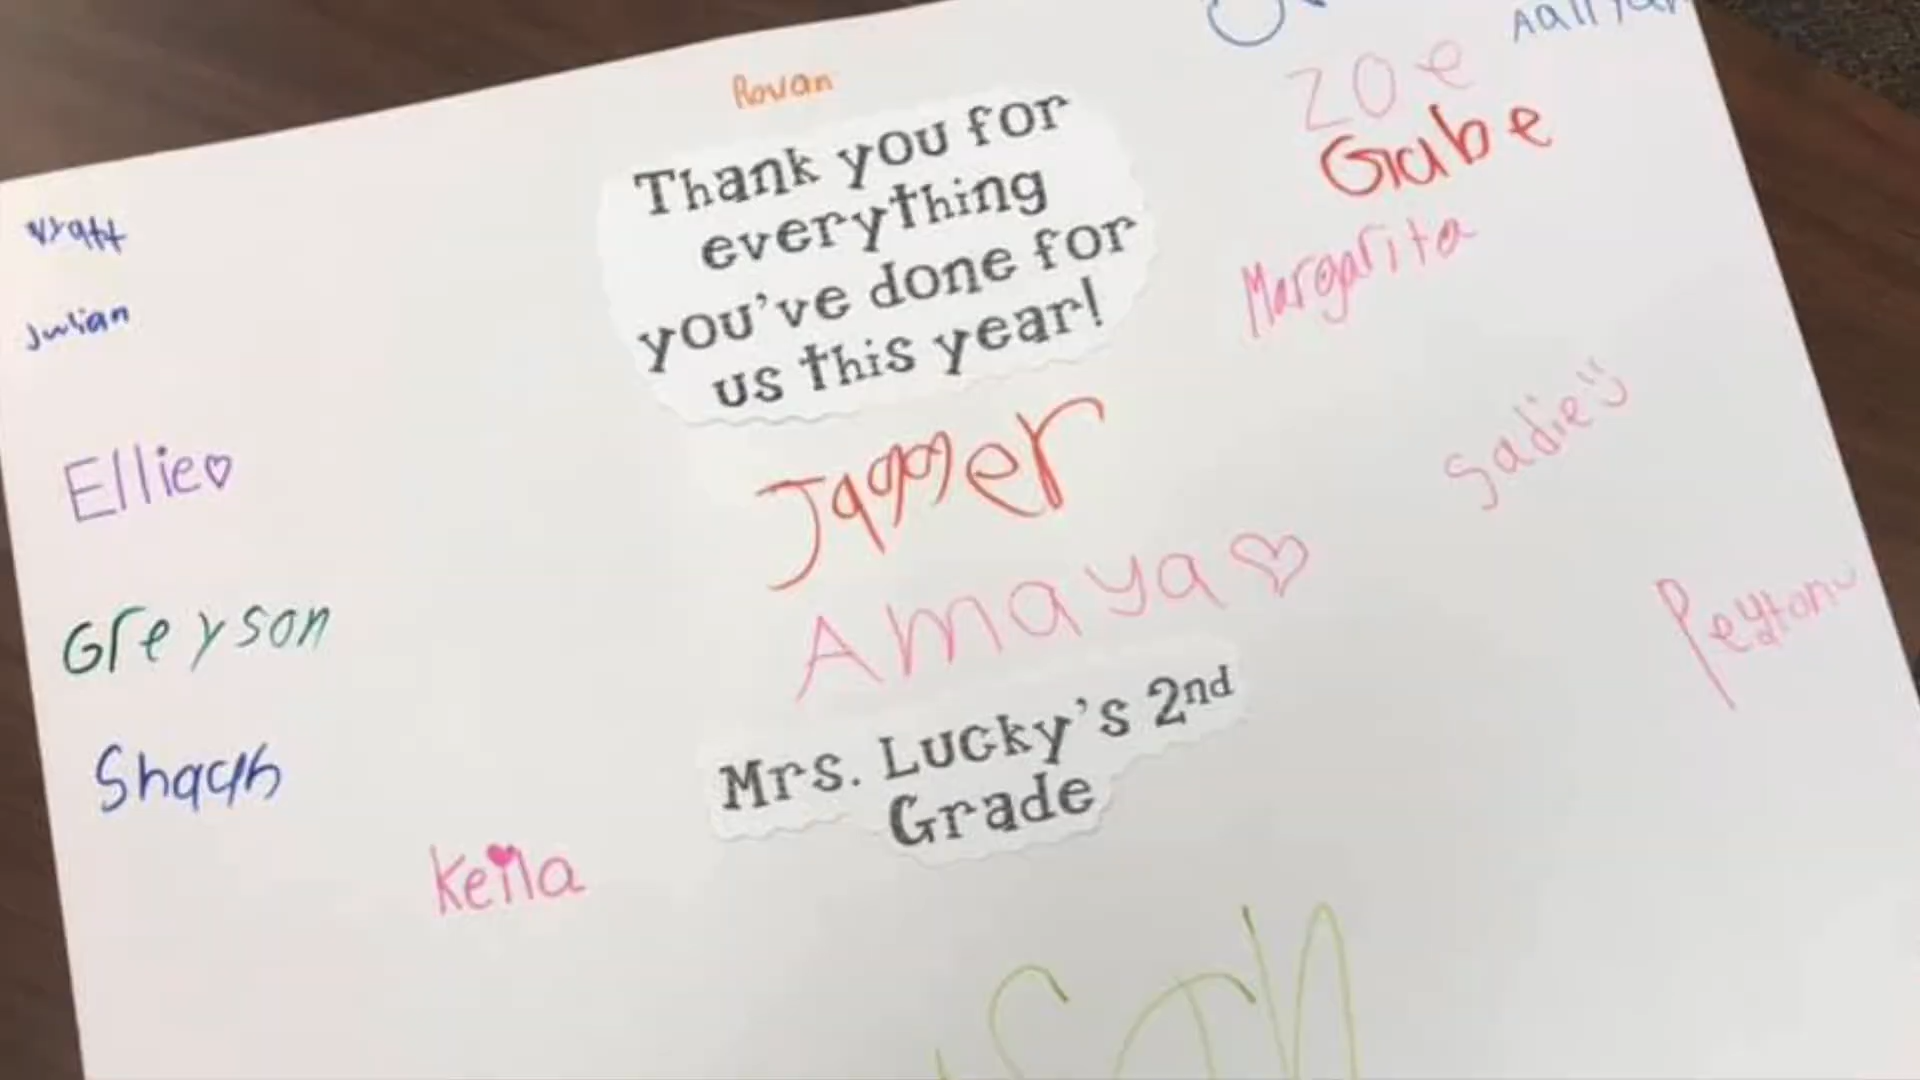 Rowan
Zoe
Gabe
Margarita
Thank you for
everything
you've done for
us this year!
Wyatt
Julian
Ellie
Greyson
Jagger
Sadie
Amaya
Peyton
Mrs. Lucky's 2nd
Grade
Keila